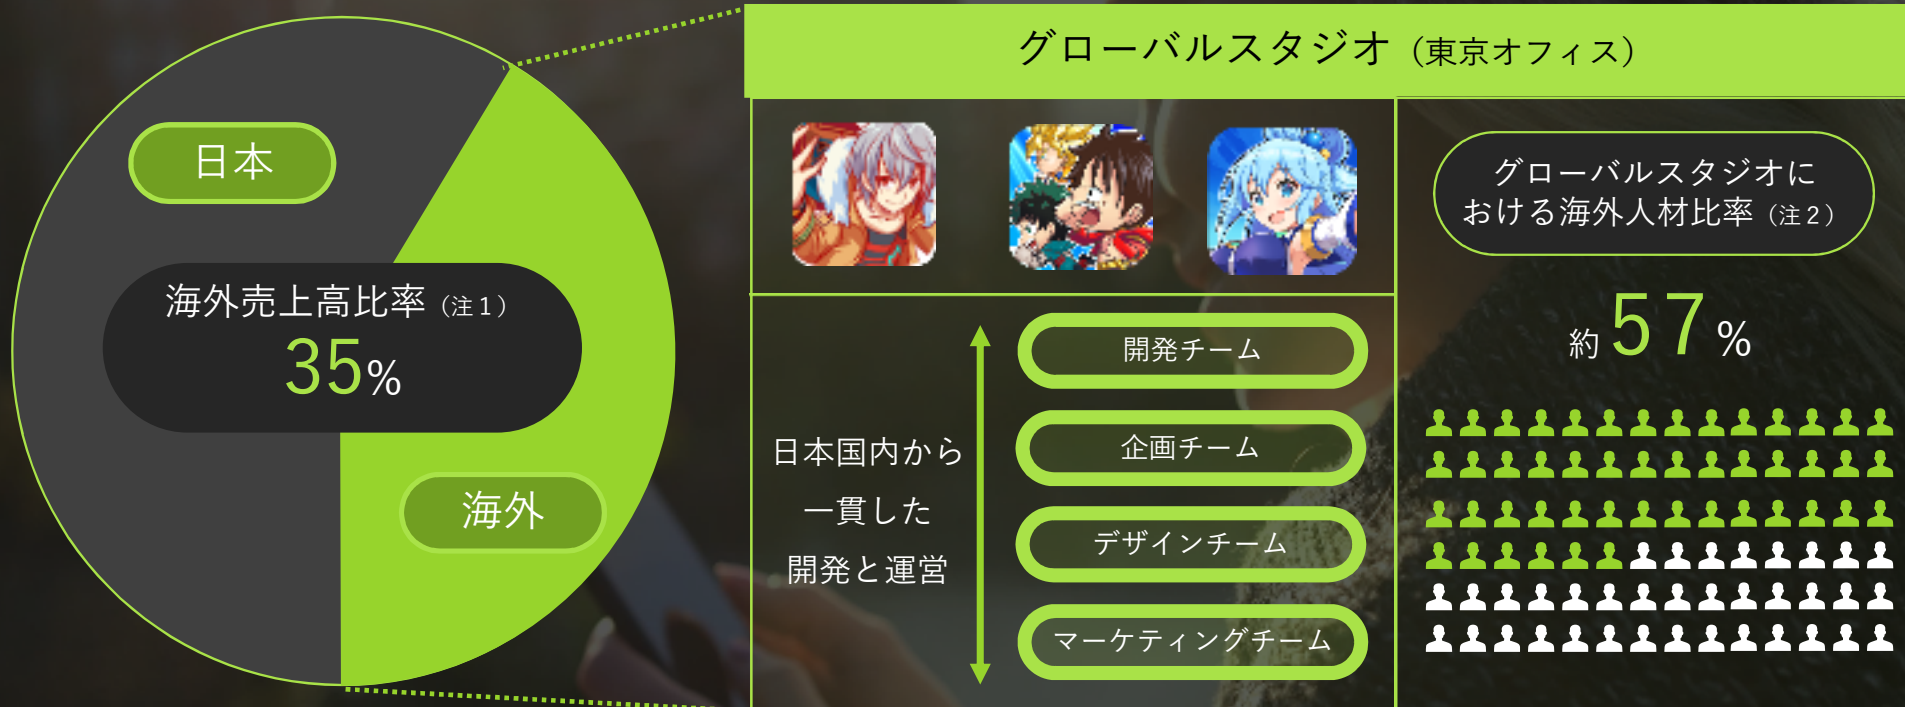 グローバルスタジオ（東京オフィス）
日本
海外売上高比率（注１）
35%
海外
日本国内から
一貫した
開発と運営
開発チーム
企画チーム
デザインチーム
マーケティングチーム
グローバルスタジオに
おける海外人材比率（注２）
約57%